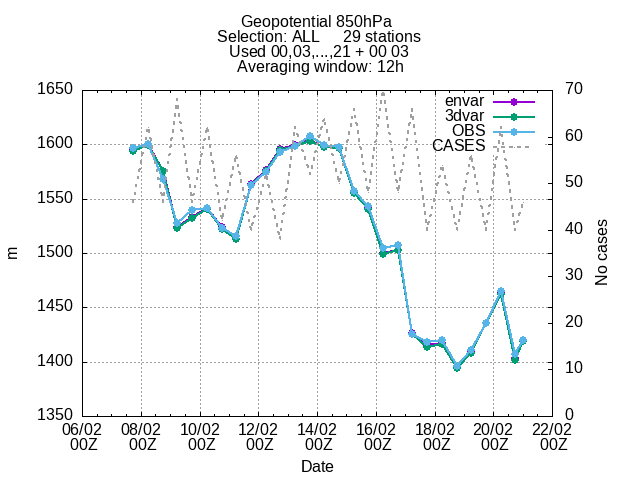 Geopotential 850hPa
Selection: ALL 29 stations
Used 00,03,...,21 + 00 03
Averaging window: 12h
1650
1600
1550
1500
1450
1400
1350
m
70
60
50
40
30
20
10
0
No cases
envar
3dvar
OBS
CASES
06/02 08/02 10/02 12/02 14/02 16/02 18/02 20/02 22/02
00Z 00Z 00Z 00Z 00Z 00Z 00Z 00Z 00Z
Date